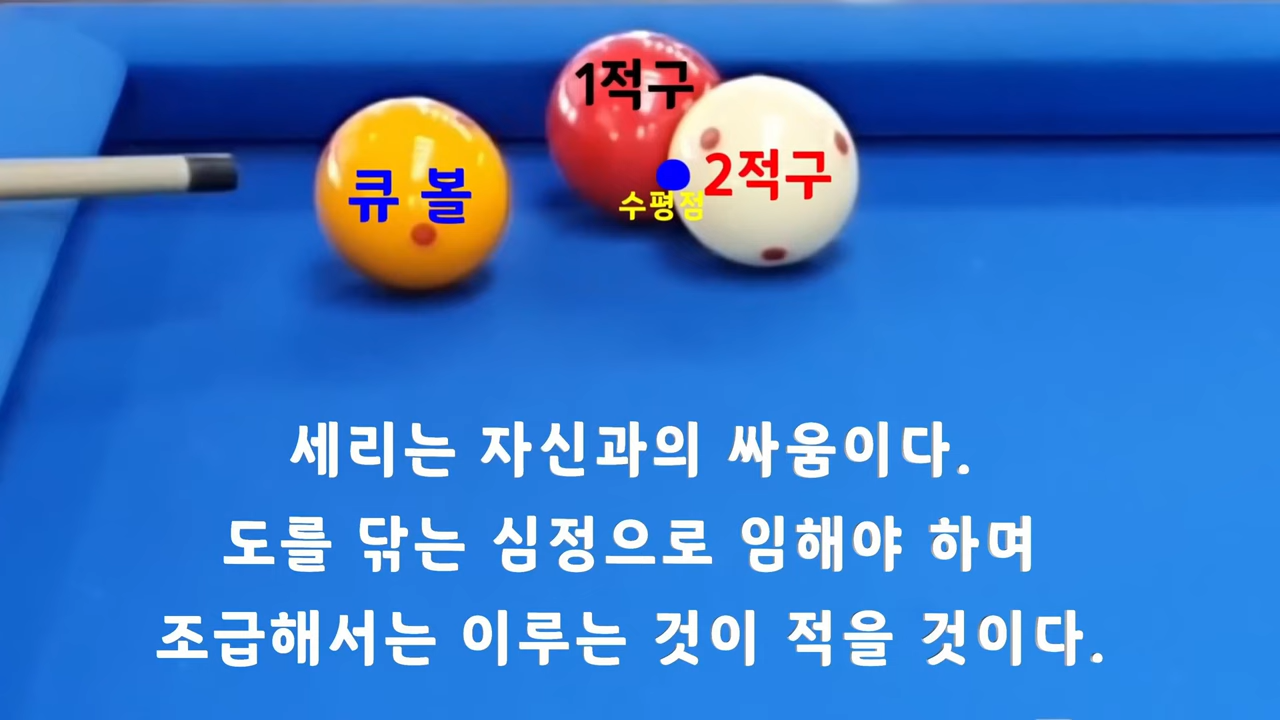 1적구
큐 볼
2적구
수평점
세리는 자신과의 싸움이다.
도를 닦는 심정으로 임해야 하며
조급해서는 이루는 것이 적을 것이다.